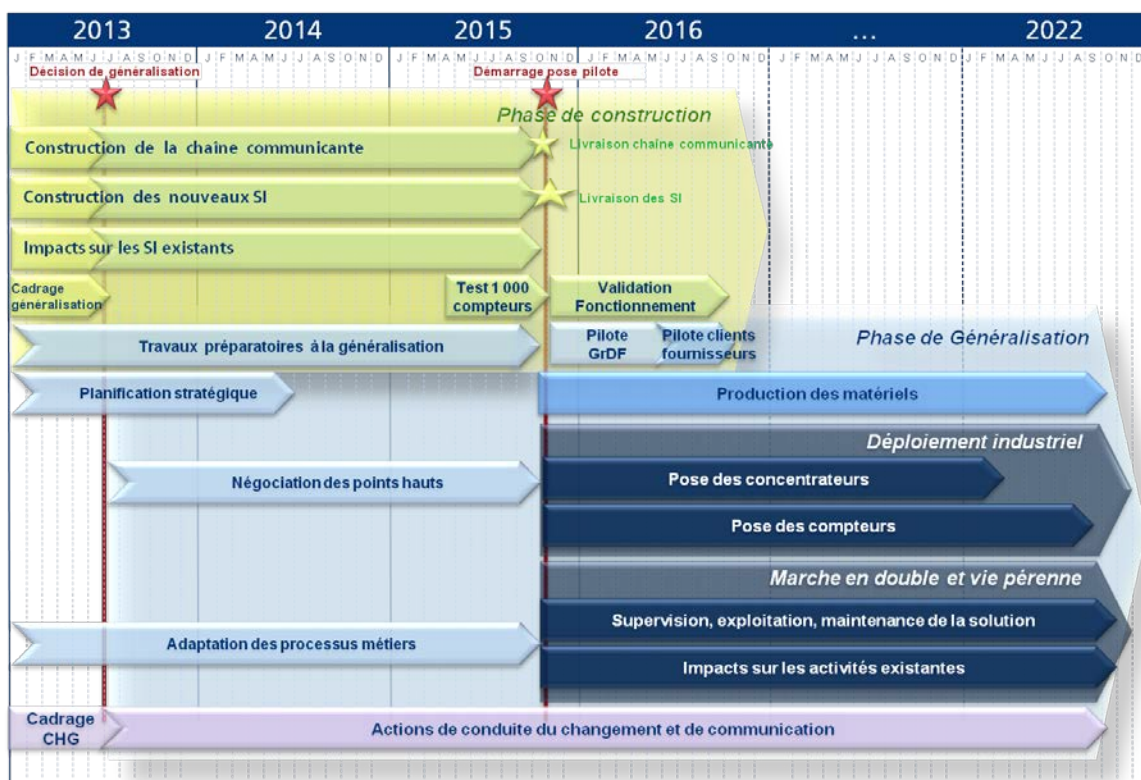 2013 2014 2015 2016 ... 2022
J F M A M J J A S O N D J F M A M J J A S O N D J F M A M J J A S O N D J F M A M J J A S O N D J F M A M J J A S O N D J F M A M J J A S O N D
Décision de généralisation
Démarrage pose pilote
Phase de construction
Construction de la chaîne communicante
Livraison chaîne communicante
Construction des nouveaux SI
Livraison des SI
Impacts sur les SI existants
Cadrage
généralisation
Test 1 000
compteurs
Validation
Fonctionnement
Travaux préparatoires à la généralisation
Pilote
GrDF
Pilote clients
fournisseurs
Phase de Généralisation
Planification stratégique
Production des matériels
Déploiement industriel
Négociation des points hauts
Pose des concentrateurs
Pose des compteurs
Marche en double et vie pérenne
Supervision, exploitation, maintenance de la solution
Adaptation des processus métiers
Impacts sur les activités existantes
Cadrage
CHG
Actions de conduite du changement et de communication